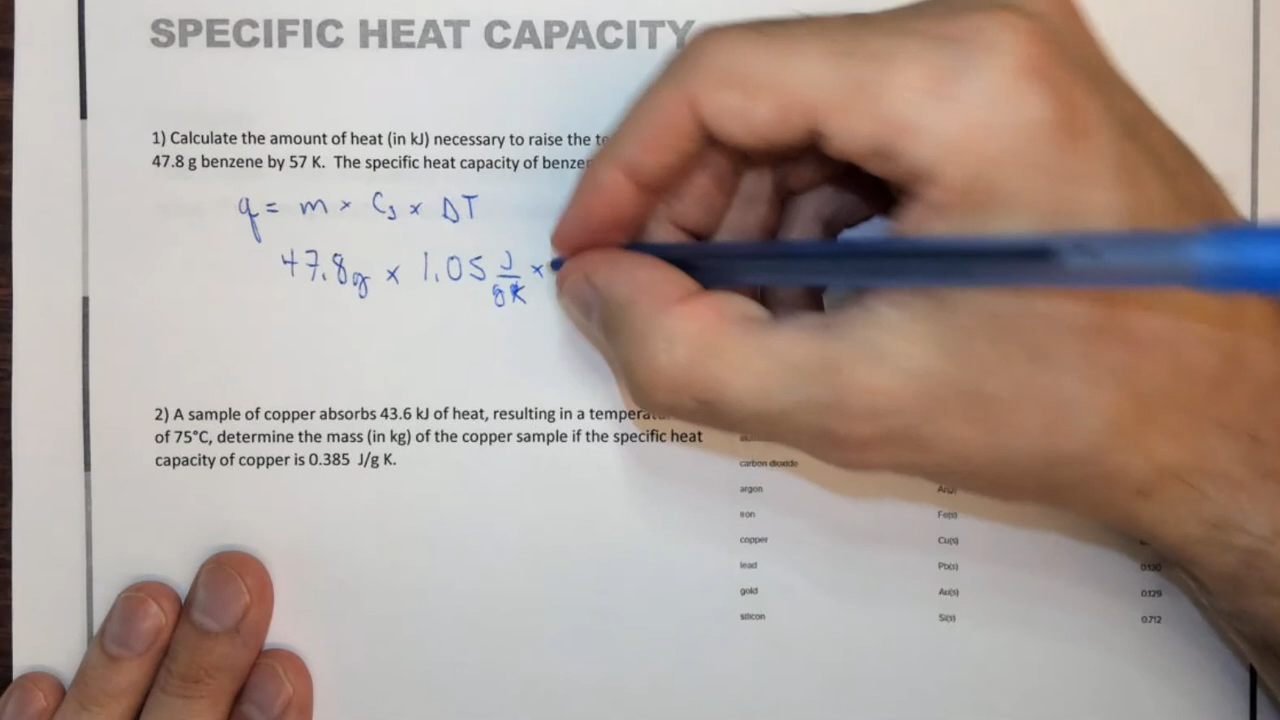 SPECIFIC HEAT CAPACITY
1) Calculate the amount of heat (in kJ) necessary to raise the
47.8 g benzene by 57 K. The specific heat capacity of
q = m × Cs × ΔT
47.8g × 1.05 J/gK ×
2) A sample of copper absorbs 43.6 kJ of heat, resulting in a
of 75°C, determine the mass (in kg) of the copper sample if the specific heat
capacity of copper is 0.385 J/g K.
carbon dioxide
argon
iron Fe(s)
copper Cu(s)
lead Pb(s) 0.130
gold Au(s) 0.129
silicon Si(s) 0.712